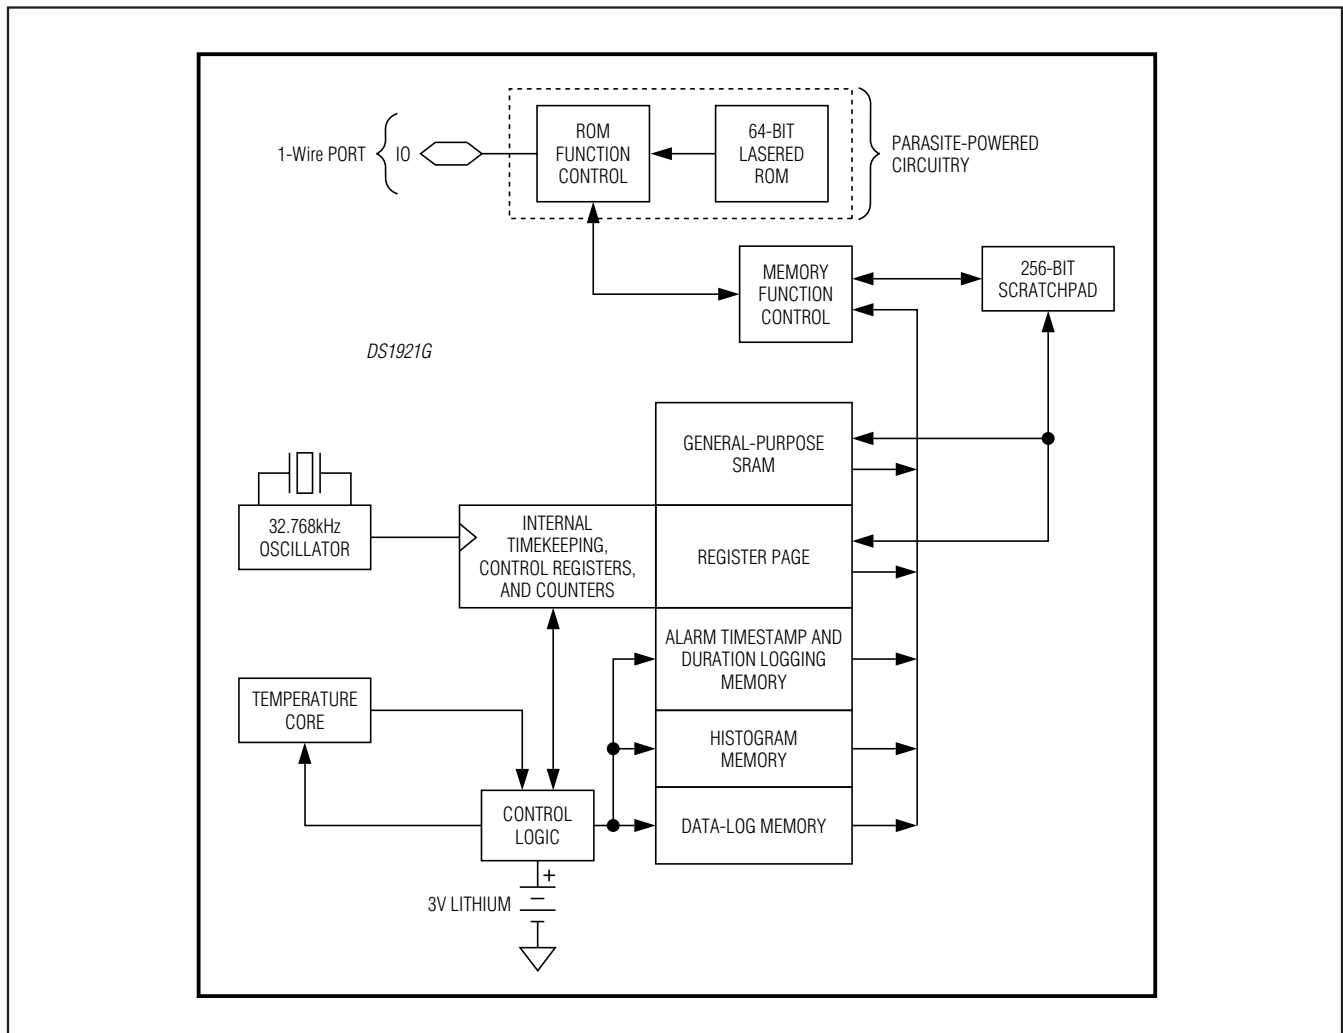 1-Wire PORT
IO
ROM
FUNCTION
CONTROL
64-BIT
LASERED
ROM
PARASITE-POWERED
CIRCUITRY
MEMORY
FUNCTION
CONTROL
256-BIT
SCRATCHPAD
DS1921G
GENERAL-PURPOSE
SRAM
32.768kHz
OSCILLATOR
INTERNAL
TIMEKEEPING,
CONTROL REGISTERS,
AND COUNTERS
REGISTER PAGE
ALARM TIMESTAMP AND
DURATION LOGGING
MEMORY
TEMPERATURE
CORE
HISTOGRAM
MEMORY
CONTROL
LOGIC
DATA-LOG MEMORY
3V LITHIUM
+